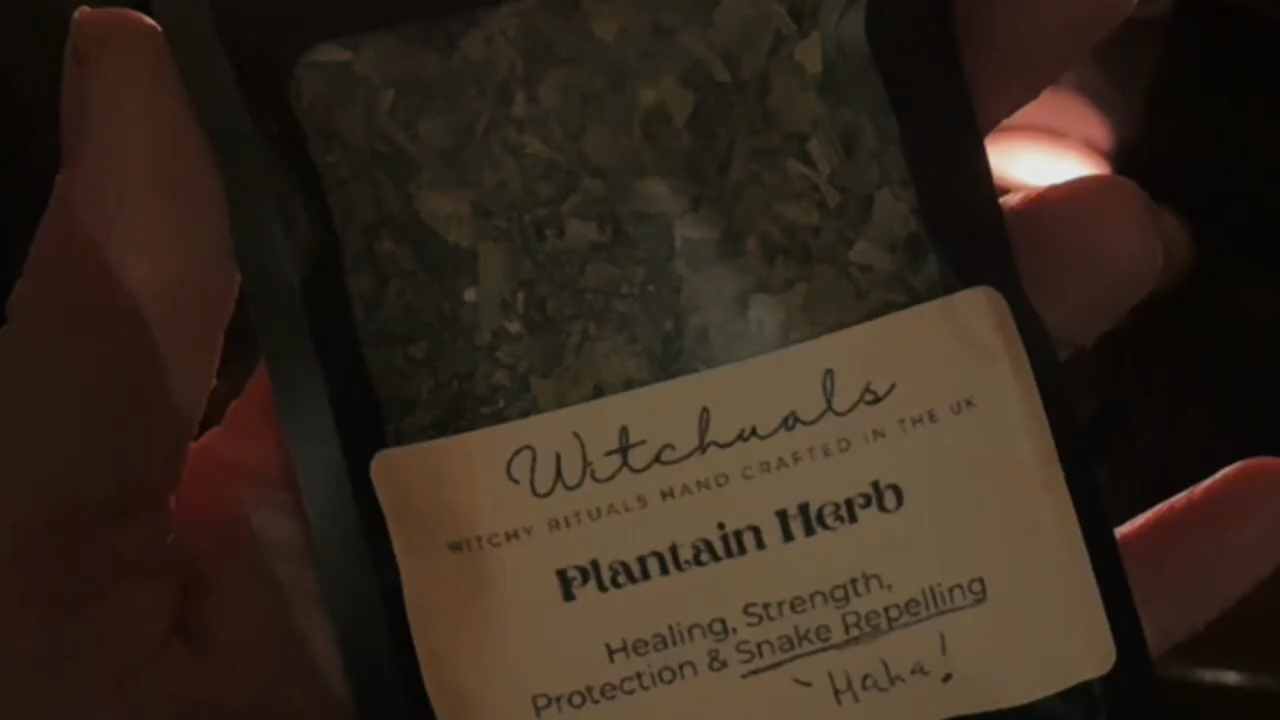 Witchuals
WITCHY RITUALS HAND CRAFTED IN THE UK
Plantain Herb
Healing, Strength,
Protection & Snake Repelling
- Haha!